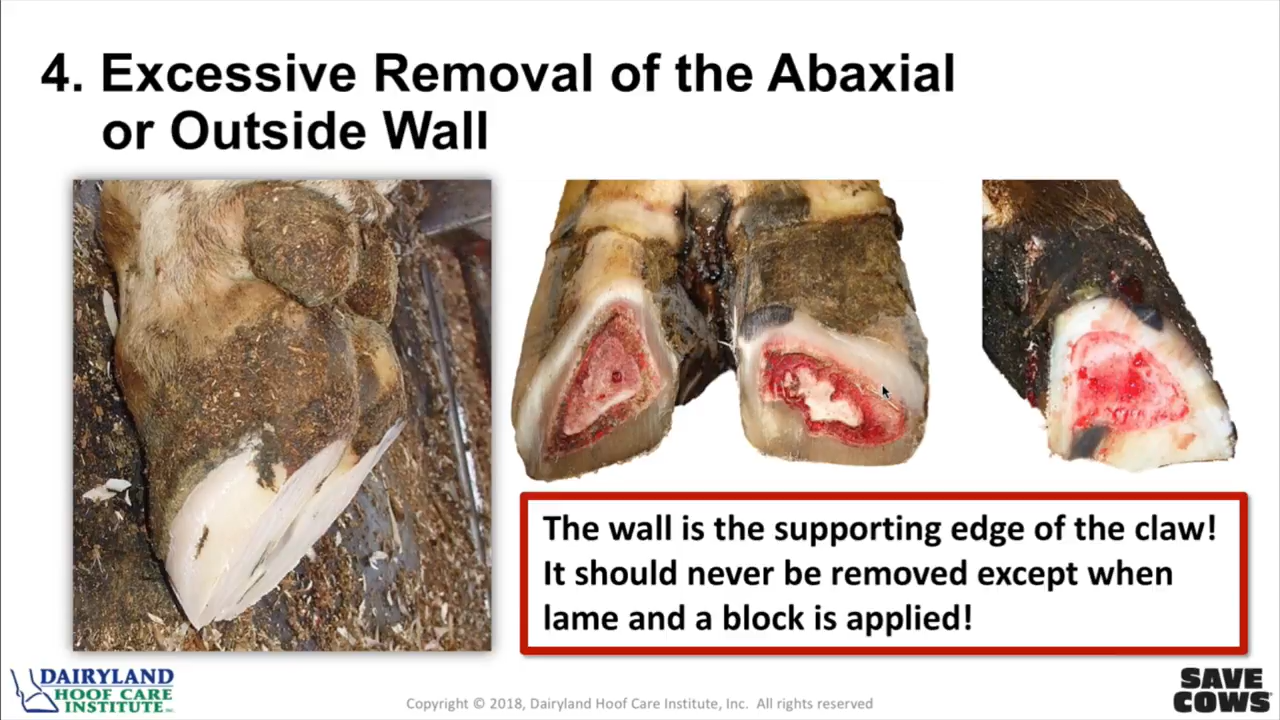 4. Excessive Removal of the Abaxial
or Outside Wall
The wall is the supporting edge of the claw!
It should never be removed except when
lame and a block is applied!
DAIRYLAND
HOOF CARE
INSTITUTE INC.
Copyright © 2018, Dairyland Hoof Care Institute, Inc. All rights reserved
SAVE
COWS